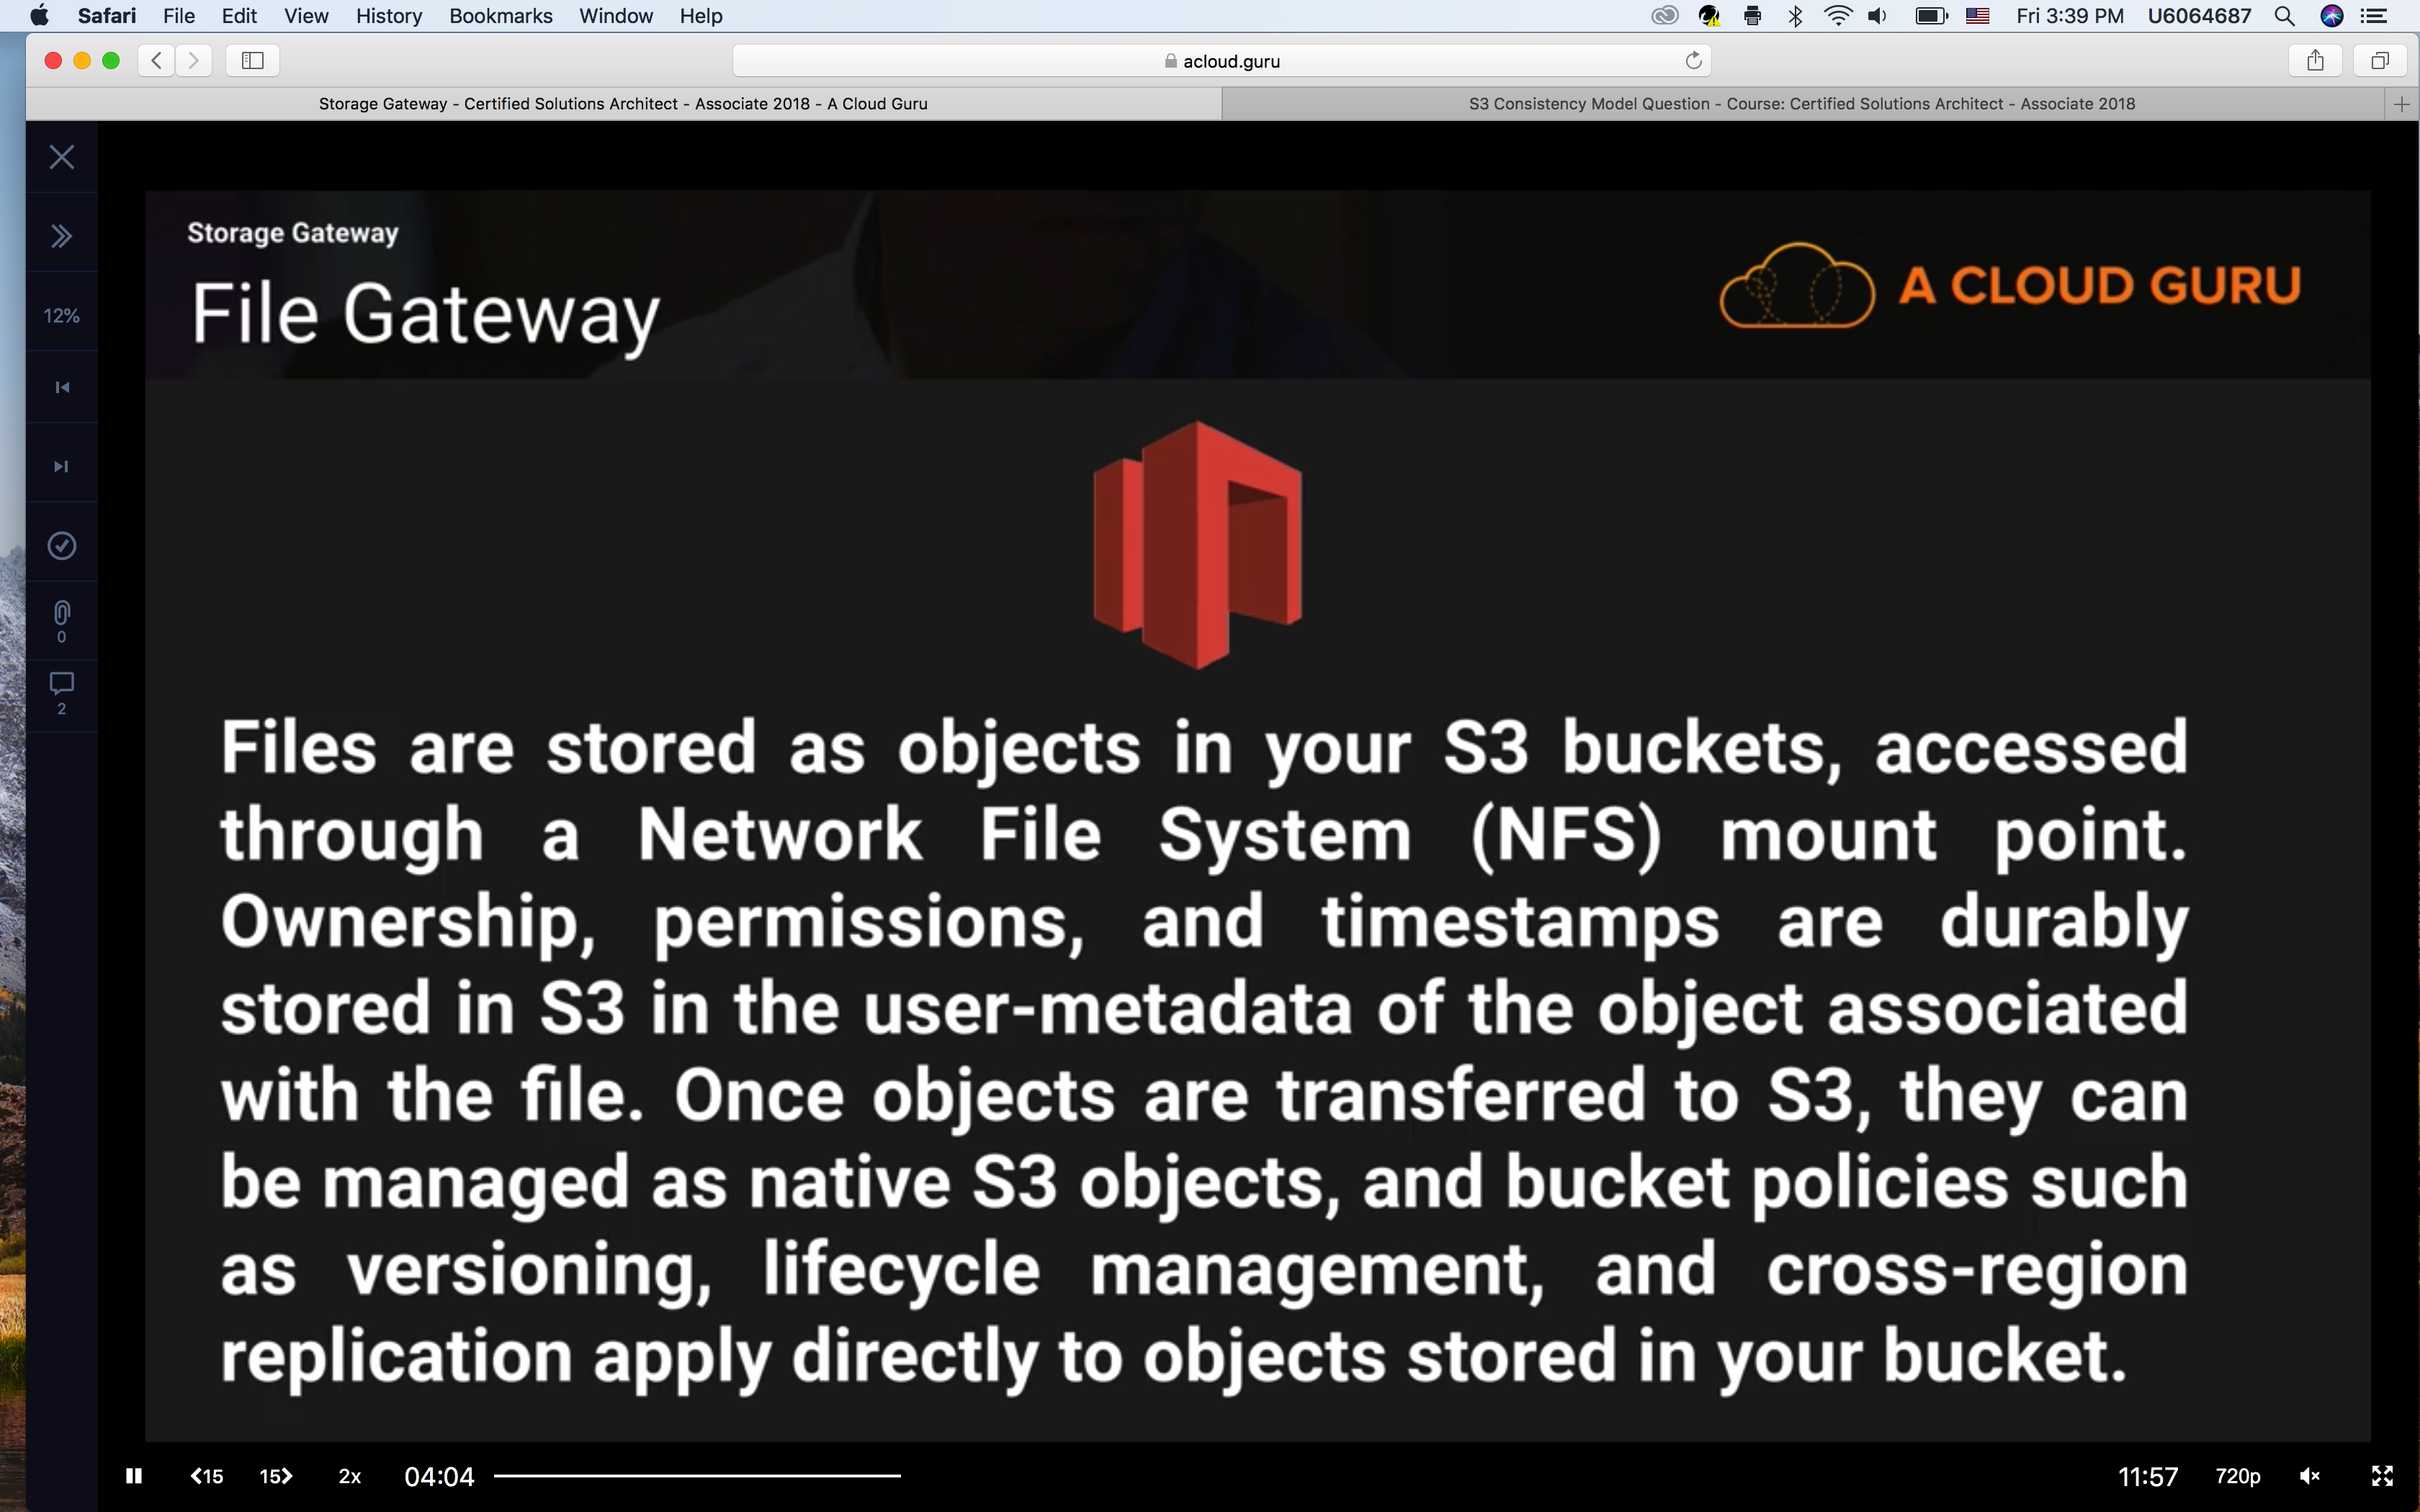 Safari File Edit View History Bookmarks Window Help Fri 3:39 PM U6064687
acloud.guru
Storage Gateway - Certified Solutions Architect - Associate 2018 - A Cloud Guru
S3 Consistency Model Question - Course: Certified Solutions Architect - Associate 2018
12%
0
2
Storage Gateway
File Gateway
A CLOUD GURU
Files are stored as objects in your S3 buckets, accessed
through a Network File System (NFS) mount point.
Ownership, permissions, and timestamps are durably
stored in S3 in the user-metadata of the object associated
with the file. Once objects are transferred to S3, they can
be managed as native S3 objects, and bucket policies such
as versioning, lifecycle management, and cross-region
replication apply directly to objects stored in your bucket.
15 15 2x 04:04 11:57 720p